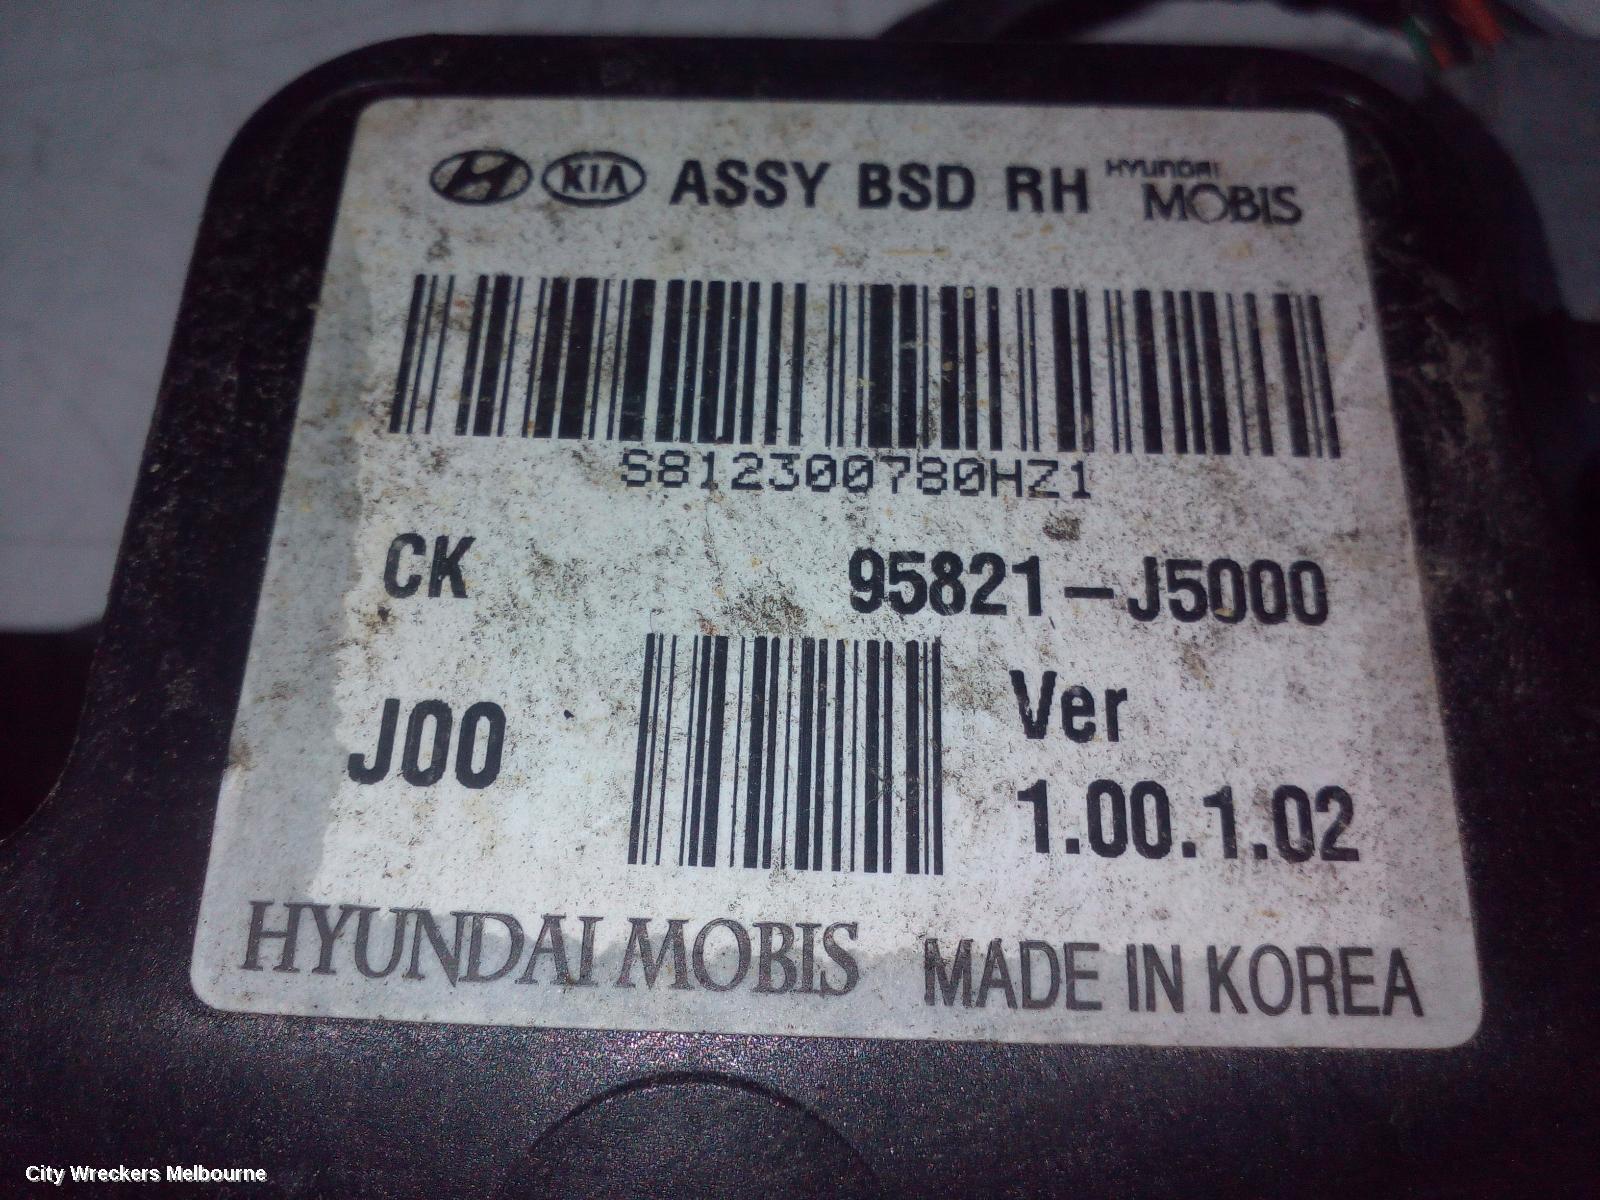 KIA ASSY BSD RH HYUNDAI MOBIS
S812300780HZ1
CK 95821-J5000
J00 Ver 1.00.1.02
HYUNDAI MOBIS MADE IN KOREA
City Wreckers Melbourne